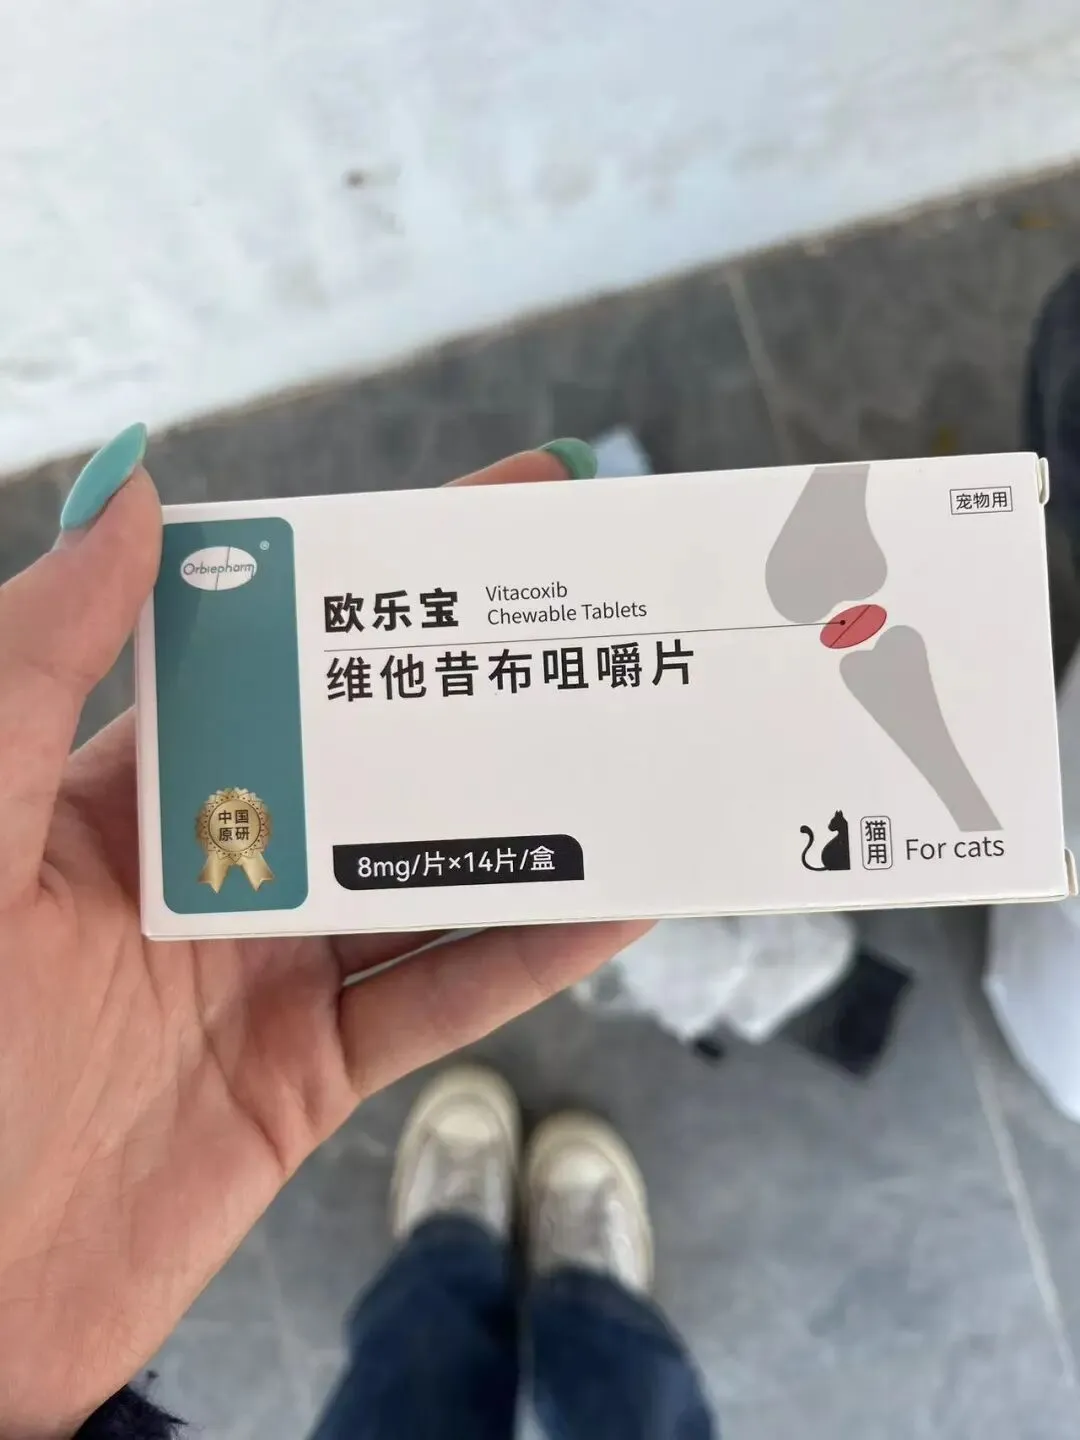 宠物用
Orbiepharm®
欧乐宝
Vitacoxib
Chewable Tablets
维他昔布咀嚼片
中国
原研
8mg/片×14片/盒
猫用
For cats